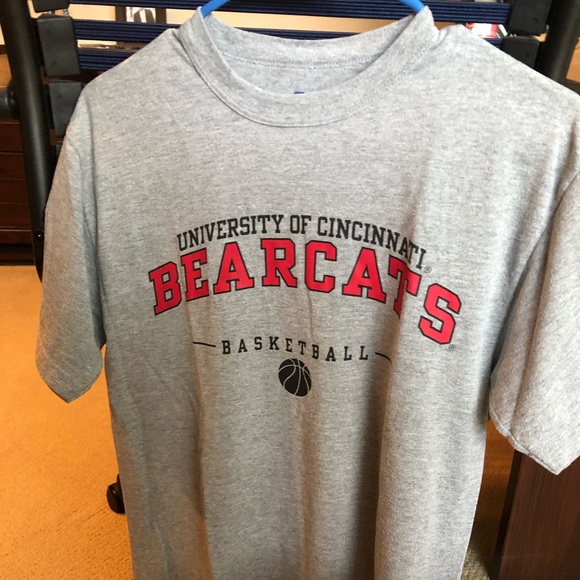 UNIVERSITY OF CINCINNATI®
BEARCATS®
BASKETBALL